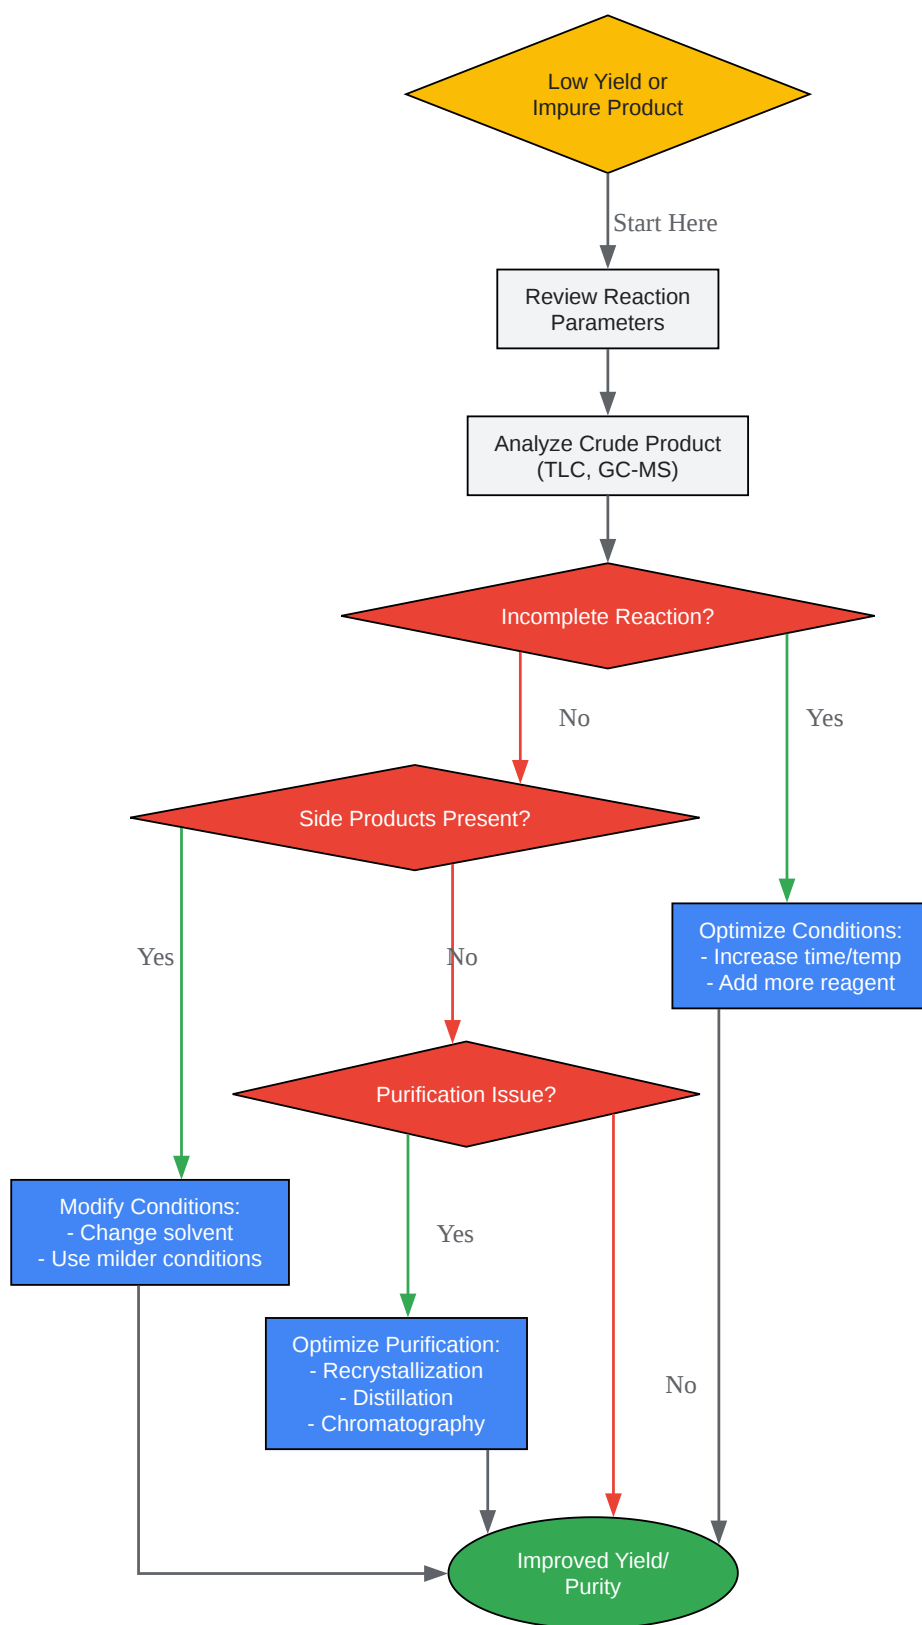 Low Yield or
Impure Product
Start Here
Review Reaction
Parameters
Analyze Crude Product
(TLC, GC-MS)
Incomplete Reaction?
No
Yes
Side Products Present?
Yes
No
Optimize Conditions:
- Increase time/temp
- Add more reagent
Purification Issue?
Modify Conditions:
- Change solvent
- Use milder conditions
Yes
Optimize Purification:
- Recrystallization
- Distillation
- Chromatography
No
Improved Yield/
Purity